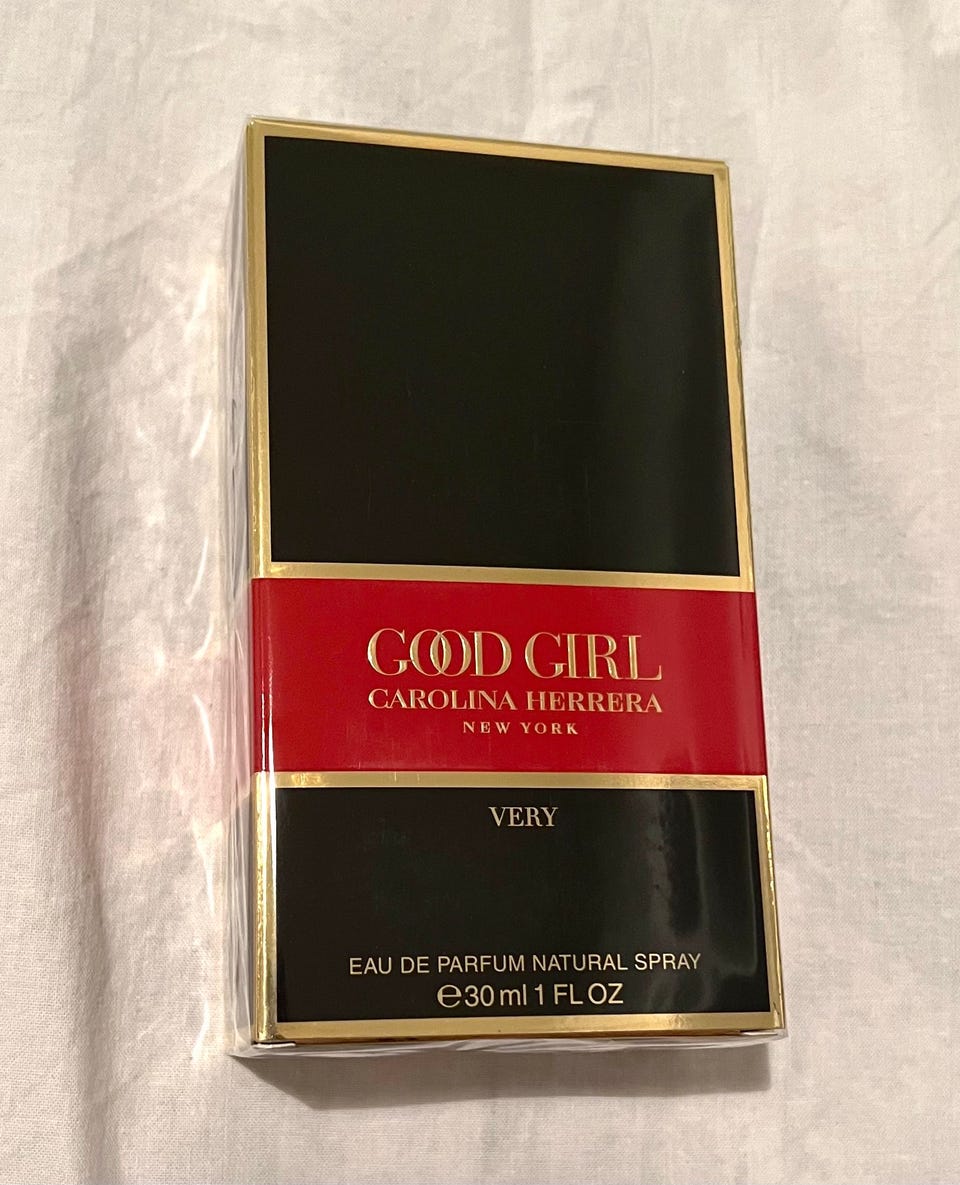 GOOD GIRL
CAROLINA HERRERA
NEW YORK
VERY
EAU DE PARFUM NATURAL SPRAY
℮30 ml 1 FL OZ